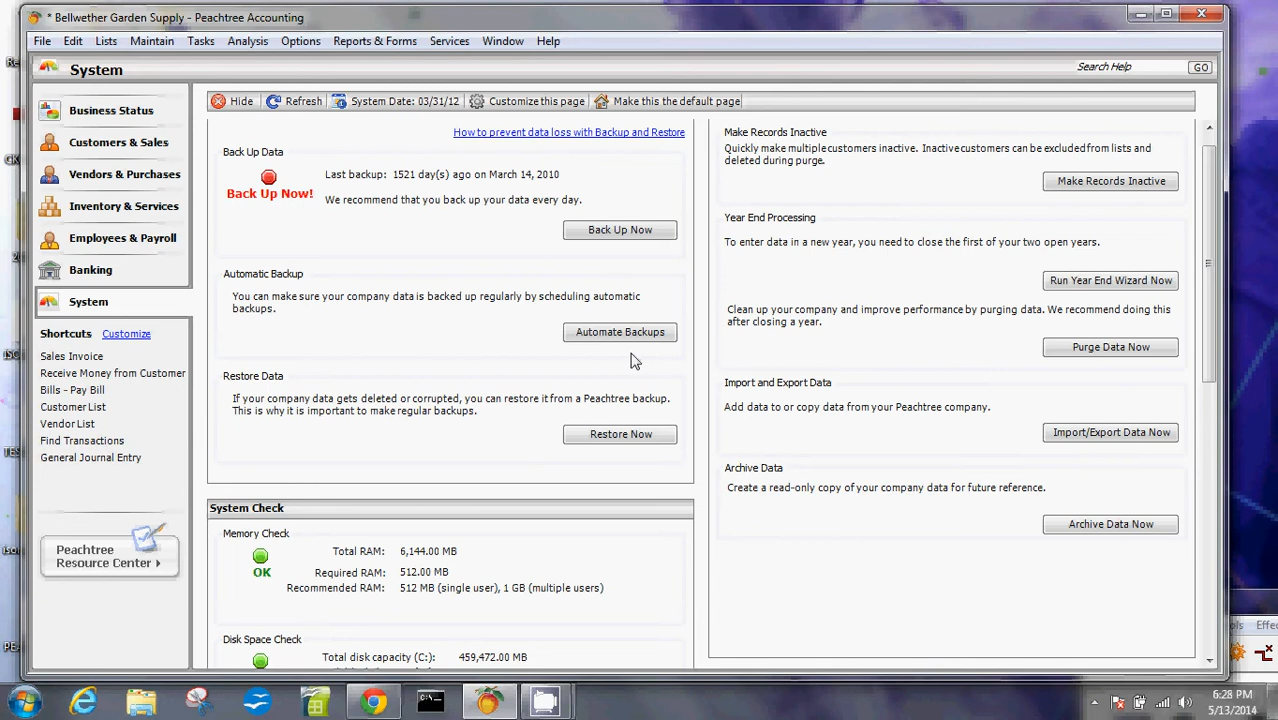 * Bellwether Garden Supply - Peachtree Accounting
File Edit Lists Maintain Tasks Analysis Options Reports & Forms Services Window Help
System
Search Help
GO
Business Status
Customers & Sales
Vendors & Purchases
Inventory & Services
Employees & Payroll
Banking
System
Shortcuts Customize
Sales Invoice
Receive Money from Customer
Bills - Pay Bill
Customer List
Vendor List
Find Transactions
General Journal Entry
Peachtree
Resource Center
Hide Refresh System Date: 03/31/12 Customize this page Make this the default page
How to prevent data loss with Backup and Restore
Back Up Data
Back Up Now!
Last backup: 1521 day(s) ago on March 14, 2010
We recommend that you back up your data every day.
Back Up Now
Automatic Backup
You can make sure your company data is backed up regularly by scheduling automatic
backups.
Automate Backups
Restore Data
If your company data gets deleted or corrupted, you can restore it from a Peachtree backup.
This is why it is important to make regular backups.
Restore Now
System Check
Memory Check
OK
Total RAM: 6,144.00 MB
Required RAM: 512.00 MB
Recommended RAM: 512 MB (single user), 1 GB (multiple users)
Disk Space Check
Total disk capacity (C:): 459,472.00 MB
Make Records Inactive
Quickly make multiple customers inactive. Inactive customers can be excluded from lists and
deleted during purge.
Make Records Inactive
Year End Processing
To enter data in a new year, you need to close the first of your two open years.
Run Year End Wizard Now
Clean up your company and improve performance by purging data. We recommend doing this
after closing a year.
Purge Data Now
Import and Export Data
Add data to or copy data from your Peachtree company.
Import/Export Data Now
Archive Data
Create a read-only copy of your company data for future reference.
Archive Data Now
6:28 PM
5/13/2014